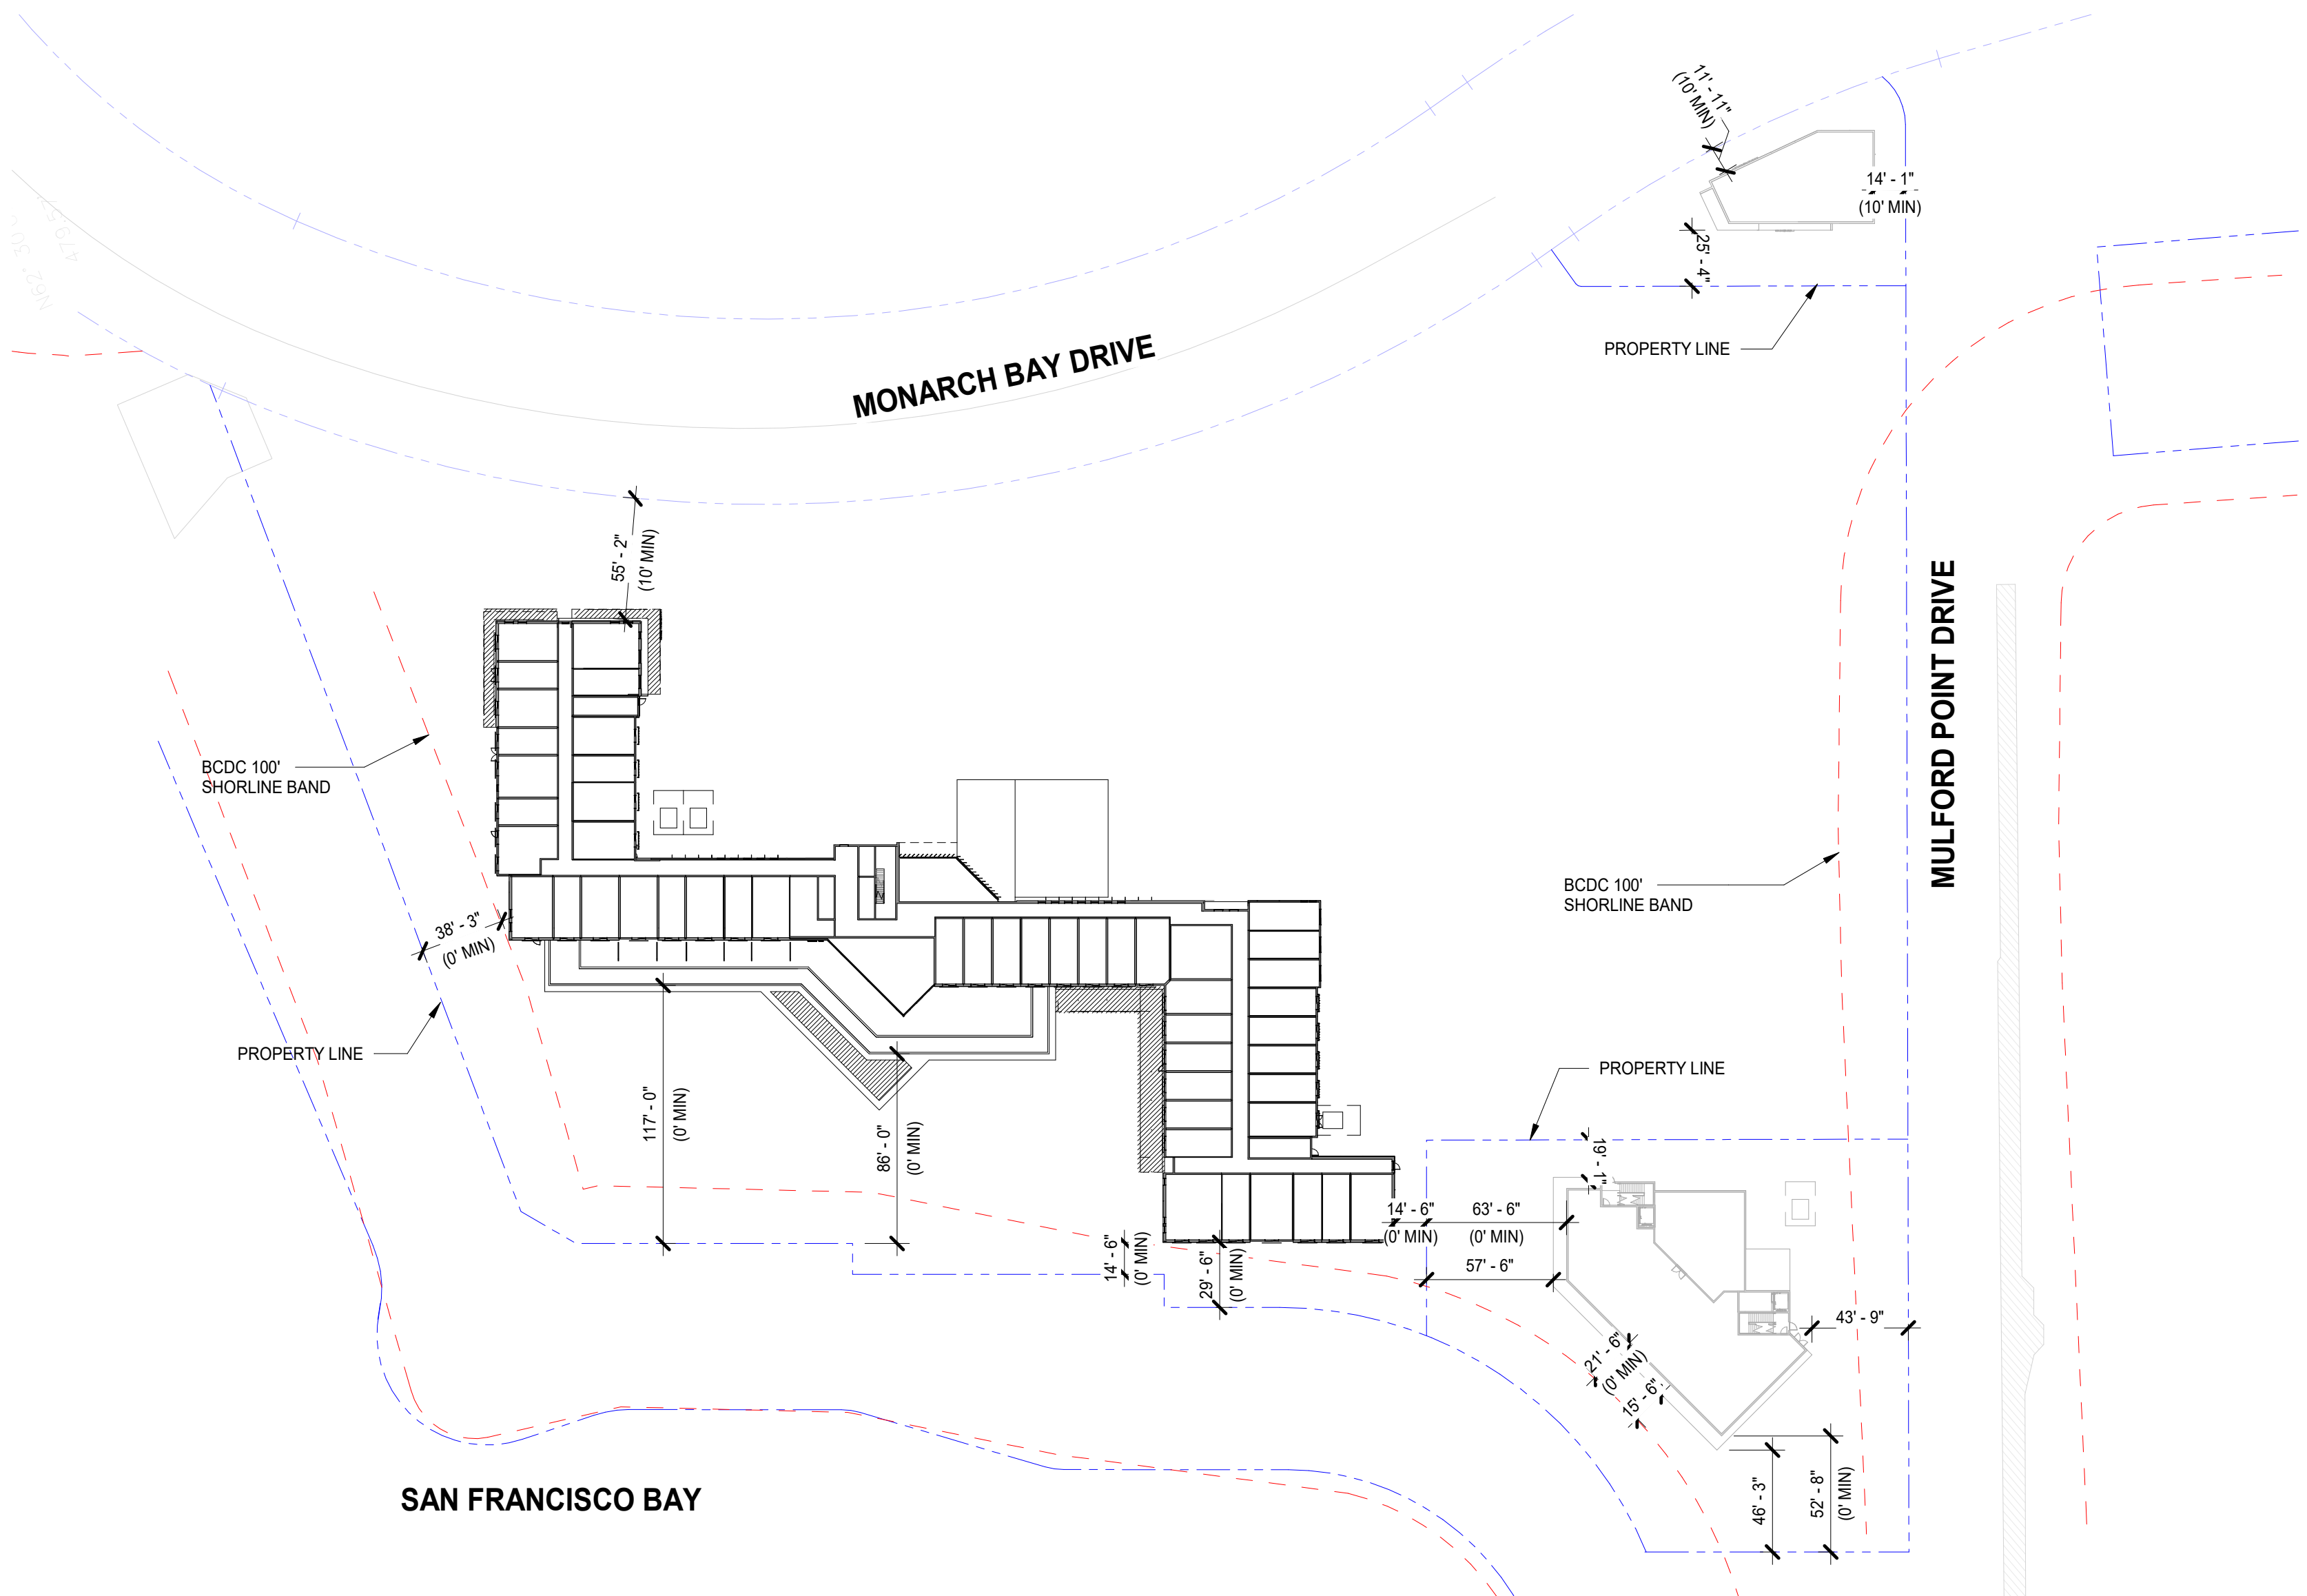 11' - 11"
(10' MIN)
14' - 1"
(10' MIN)
25' - 4"
PROPERTY LINE
MONARCH BAY DRIVE
55' - 2"
(10' MIN)
MULFORD POINT DRIVE
BCDC 100'
SHORLINE BAND
BCDC 100'
SHORLINE BAND
38' - 3"
(0' MIN)
PROPERTY LINE
117' - 0"
(0' MIN)
86' - 0"
(0' MIN)
PROPERTY LINE
19' - 1"
14' - 6"
(0' MIN)
63' - 6"
(0' MIN)
14' - 6"
(0' MIN)
29' - 6"
(0' MIN)
57' - 6"
43' - 9"
21' - 6"
(0' MIN)
15' - 6"
46' - 3"
52' - 8"
(0' MIN)
SAN FRANCISCO BAY